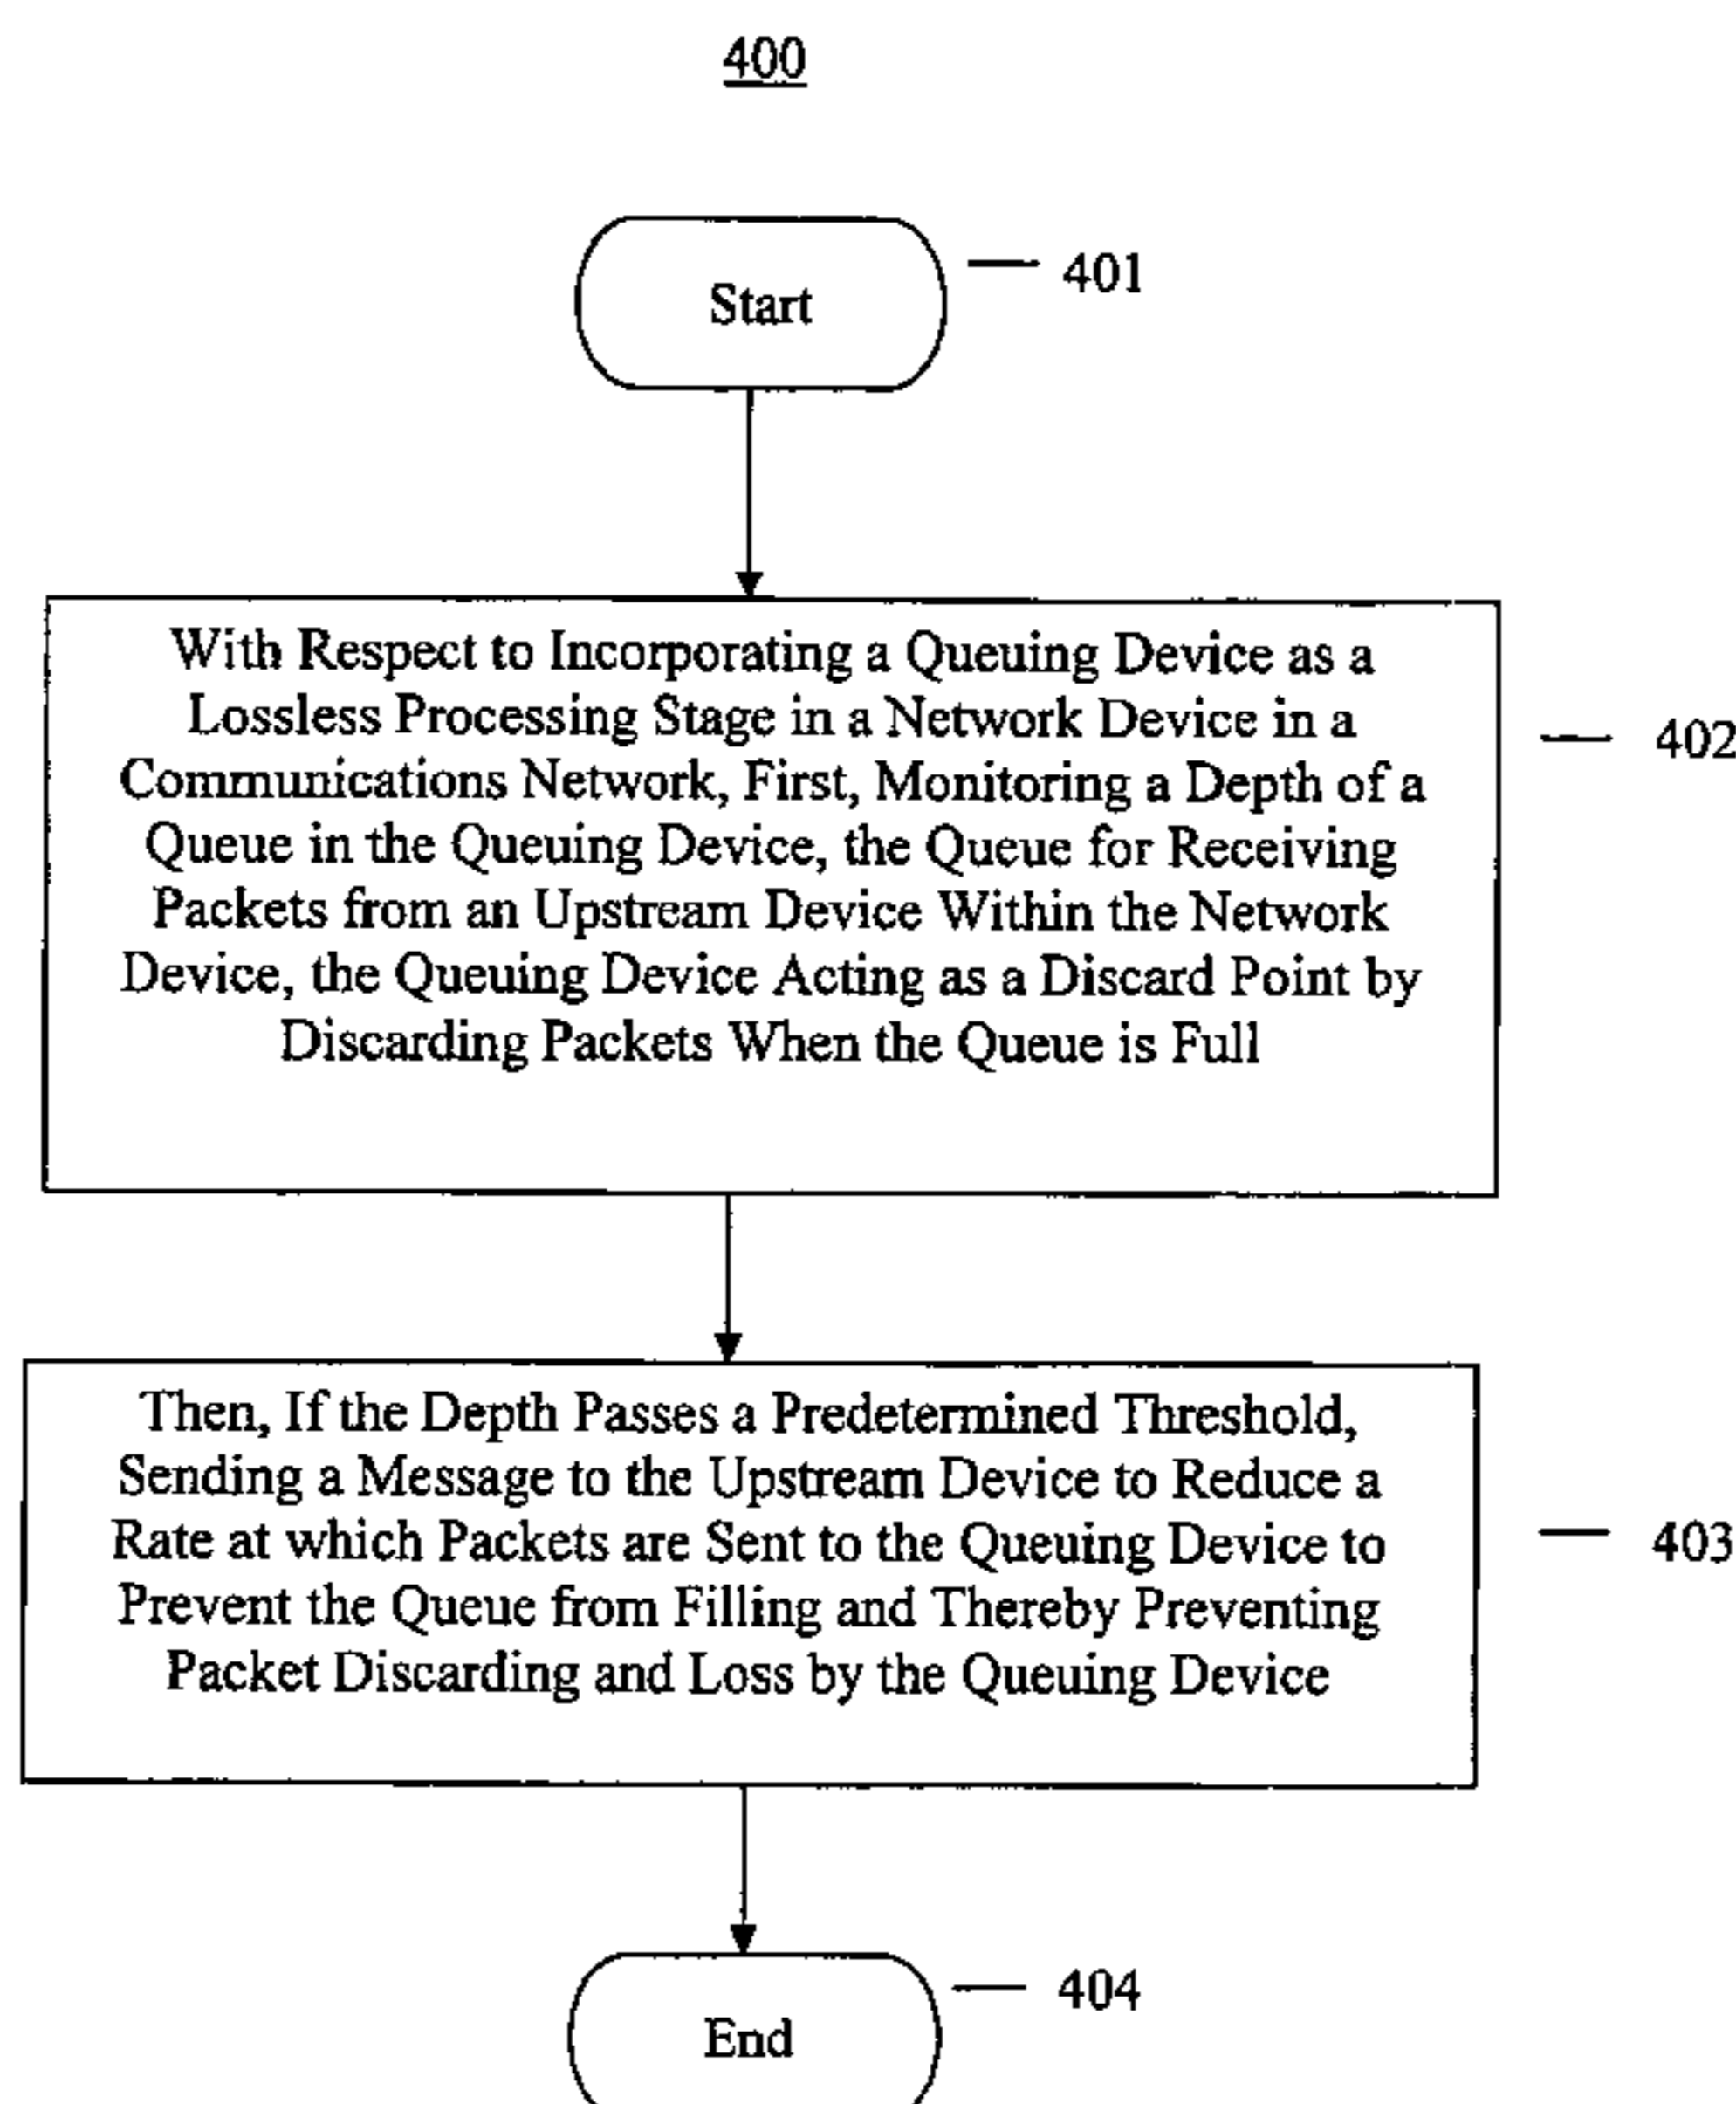 400
Start
401
With Respect to Incorporating a Queuing Device as a
Lossless Processing Stage in a Network Device in a
Communications Network, First, Monitoring a Depth of a
Queue in the Queuing Device, the Queue for Receiving
Packets from an Upstream Device Within the Network
Device, the Queuing Device Acting as a Discard Point by
Discarding Packets When the Queue is Full
402
Then, If the Depth Passes a Predetermined Threshold,
Sending a Message to the Upstream Device to Reduce a
Rate at which Packets are Sent to the Queuing Device to
Prevent the Queue from Filling and Thereby Preventing
Packet Discarding and Loss by the Queuing Device
403
End
404